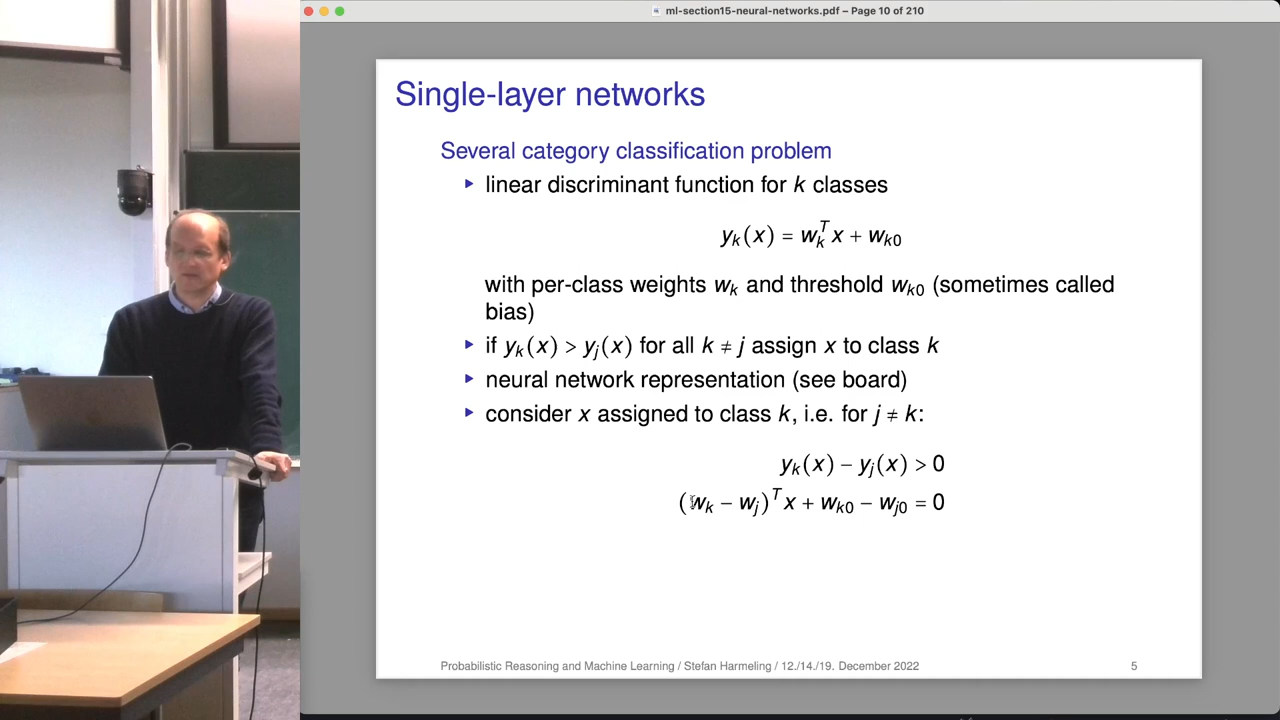 ml-section15-neural-networks.pdf – Page 10 of 210
Single-layer networks
Several category classification problem
▸ linear discriminant function for k classes
yₖ(x) = wₖᵀx + wₖ₀
with per-class weights wₖ and threshold wₖ₀ (sometimes called
bias)
▸ if yₖ(x) > yⱼ(x) for all k ≠ j assign x to class k
▸ neural network representation (see board)
▸ consider x assigned to class k, i.e. for j ≠ k:
yₖ(x) − yⱼ(x) > 0
(wₖ − wⱼ)ᵀx + wₖ₀ − wⱼ₀ = 0
Probabilistic Reasoning and Machine Learning / Stefan Harmeling / 12./14./19. December 2022
5